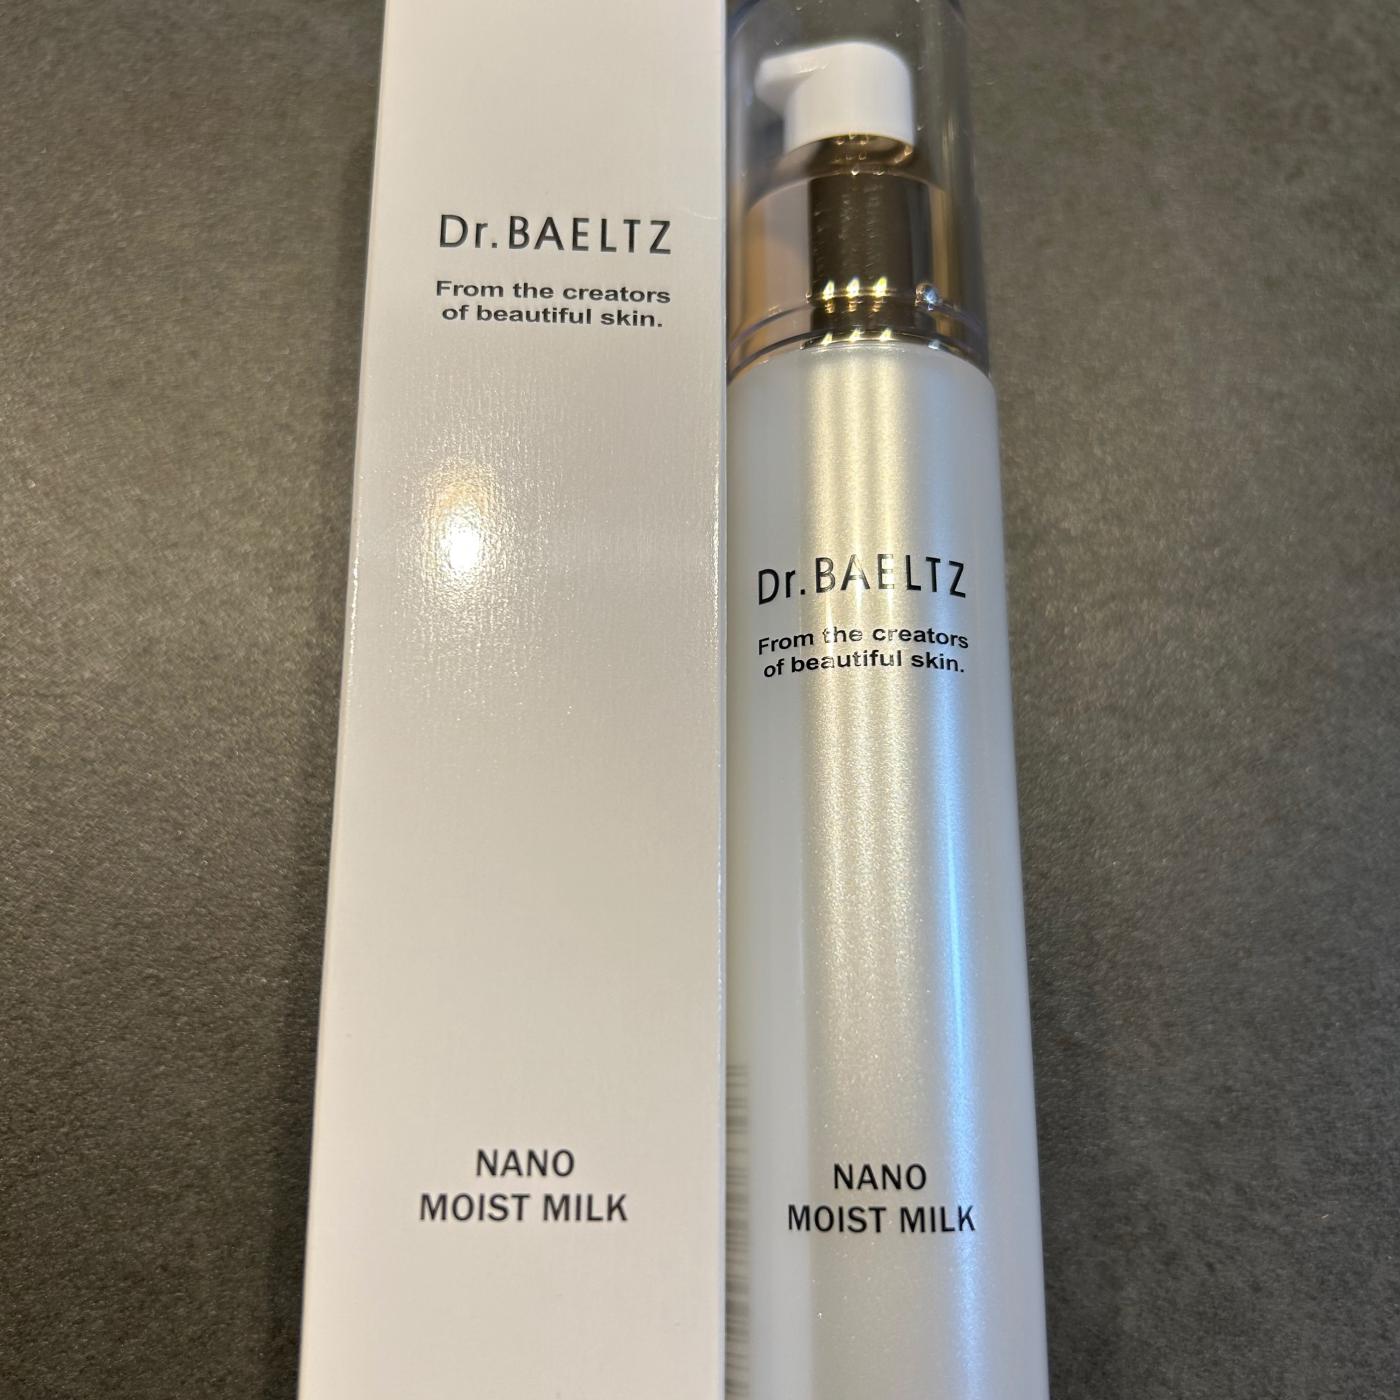 Dr.BAELTZ
From the creators
of beautiful skin.
NANO
MOIST MILK
Dr.BAELTZ
From the creators
of beautiful skin.
NANO
MOIST MILK